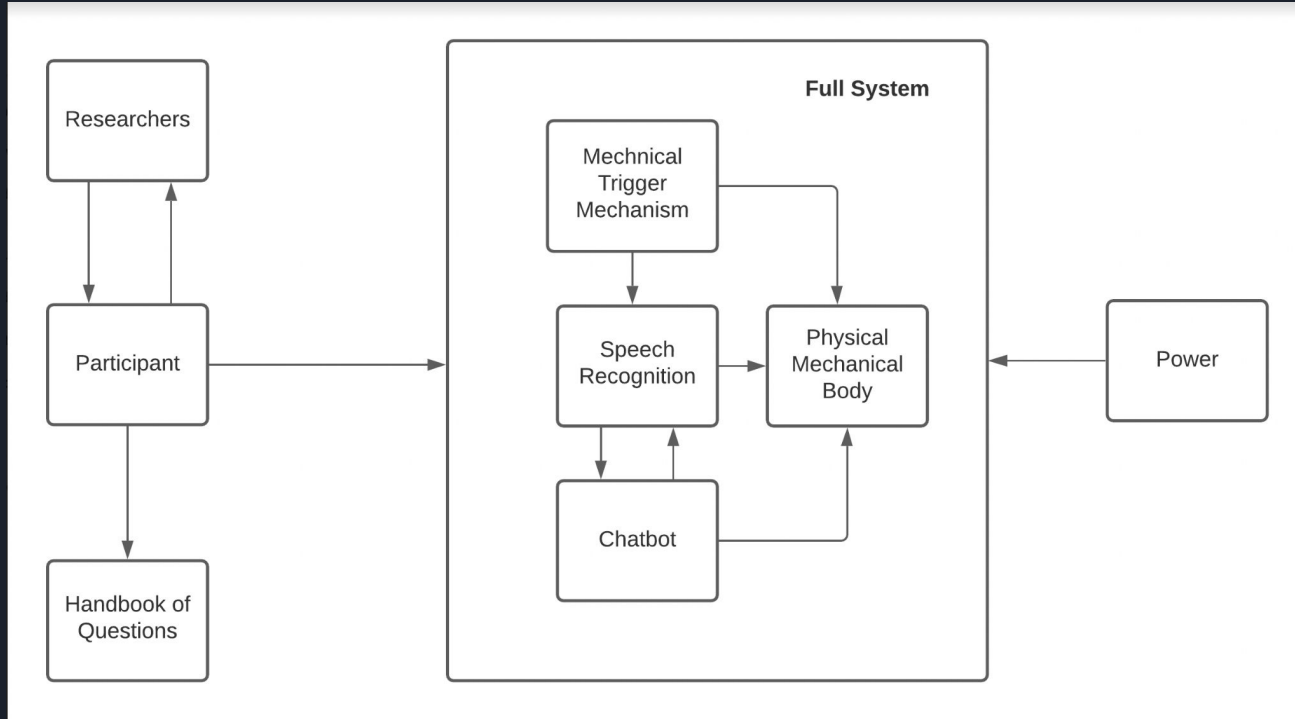 Researchers
Full System
Mechnical
Trigger
Mechanism
Participant
Speech
Recognition
Physical
Mechanical
Body
Power
Chatbot
Handbook of
Questions